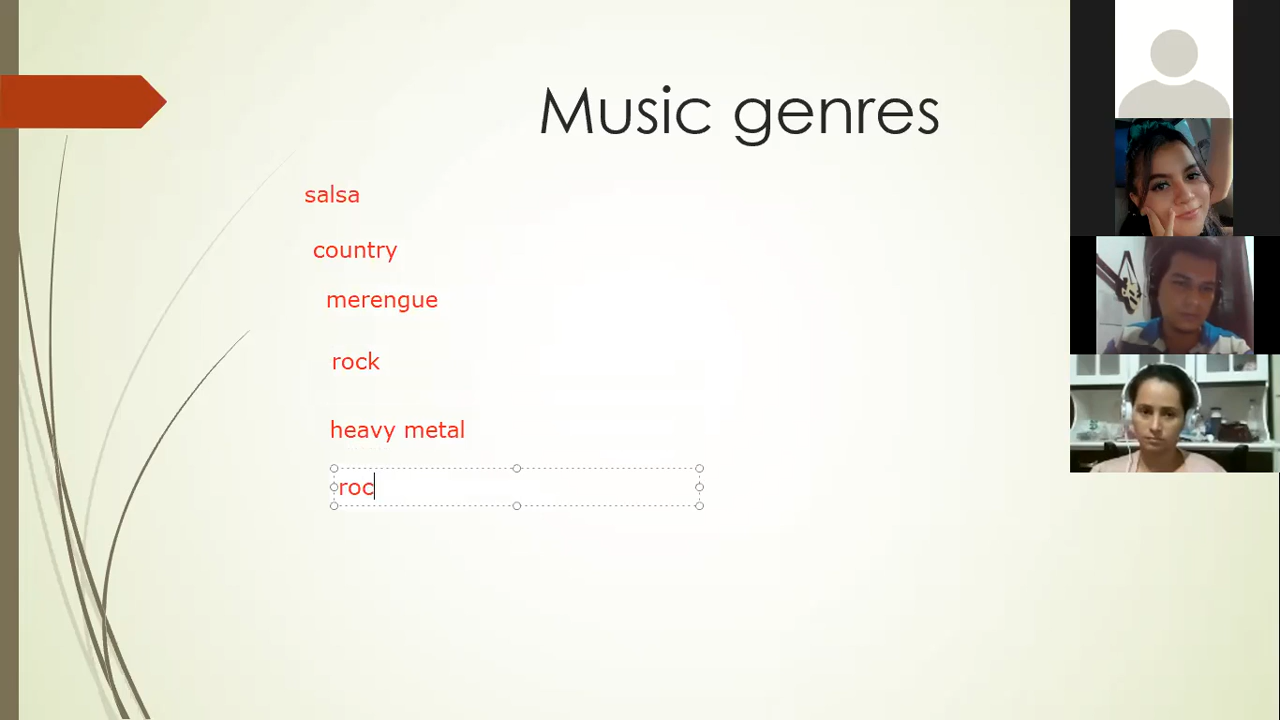 Music genres
salsa
country
merengue
rock
heavy metal
roc